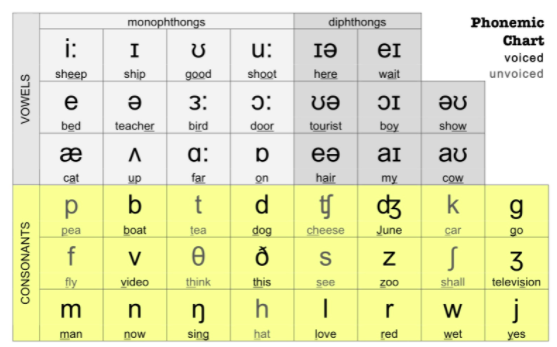 monophthongs diphthongs
Phonemic
Chart
voiced
unvoiced
VOWELS
iː ɪ ʊ uː ɪə eɪ
sheep ship good shoot here wait
e ə ɜː ɔː ʊə ɔɪ əʊ
bed teacher bird door tourist boy show
æ ʌ ɑː ɒ eə aɪ aʊ
cat up far on hair my cow
CONSONANTS
p b t d ʧ ʤ k g
pea boat tea dog cheese June car go
f v θ ð s z ʃ ʒ
fly video think this see zoo shall television
m n ŋ h l r w j
man now sing hat love red wet yes